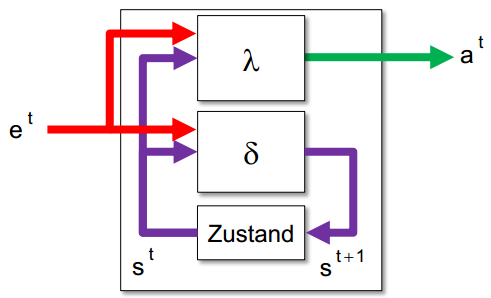 λ
a^t
e^t
δ
Zustand
s^t
s^{t+1}